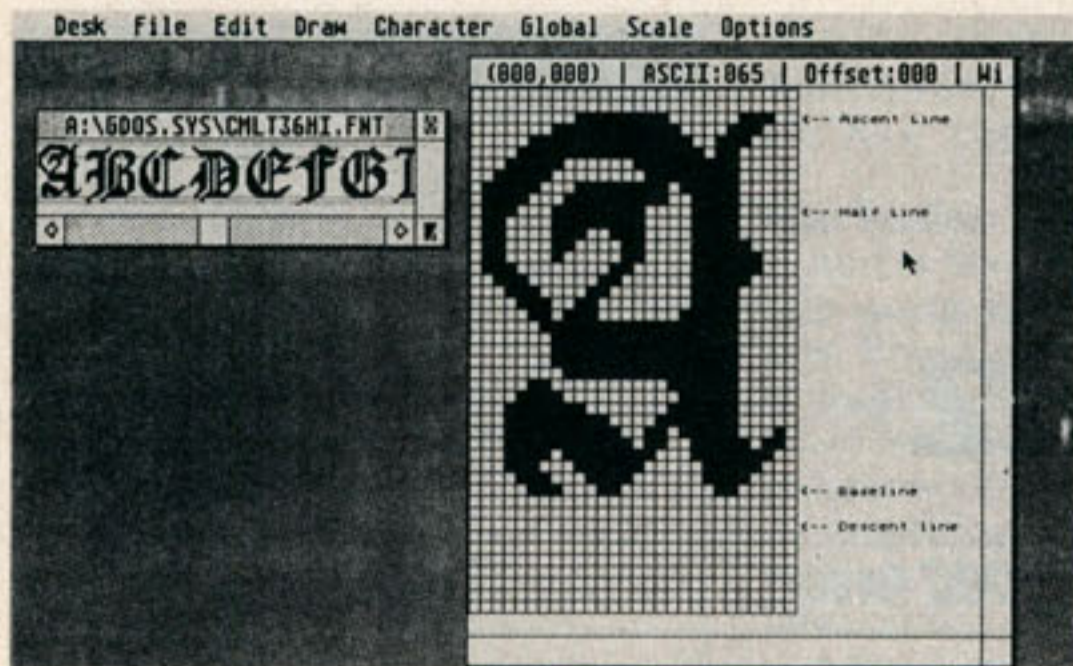 Desk File Edit Draw Character Global Scale Options
(000,000) | ASCII:065 | Offset:000 | Wi
A:\GDOS.SYS\CMLT36HI.FNT
ABCDEFG
<-- Ascent Line
<-- Half Line
<-- Baseline
<-- Descent line